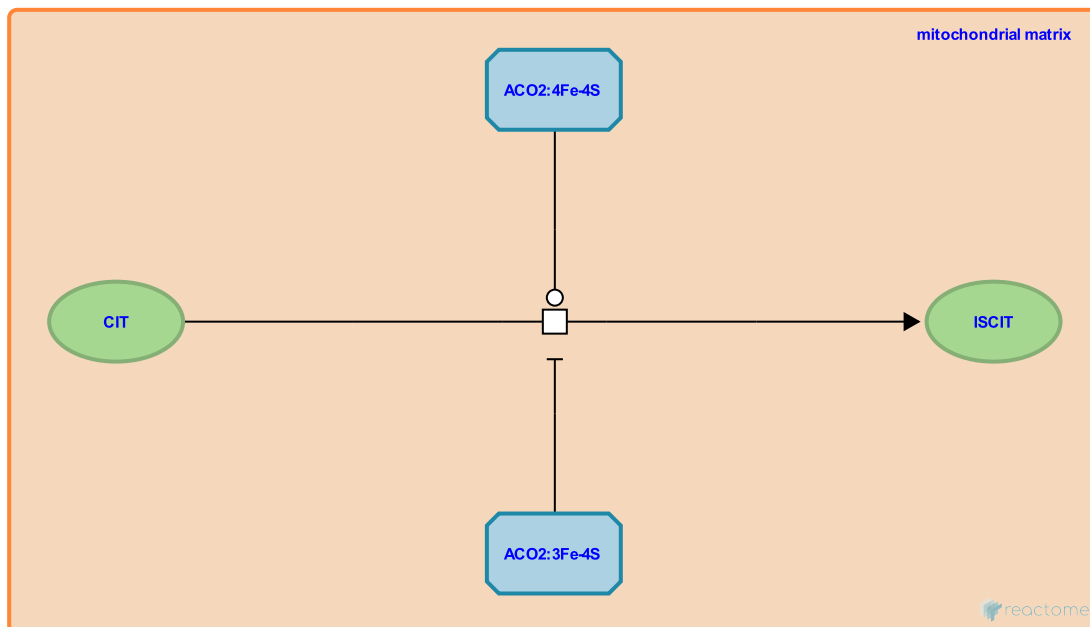 mitochondrial matrix
ACO2:4Fe-4S
CIT
ISCIT
ACO2:3Fe-4S
reactome